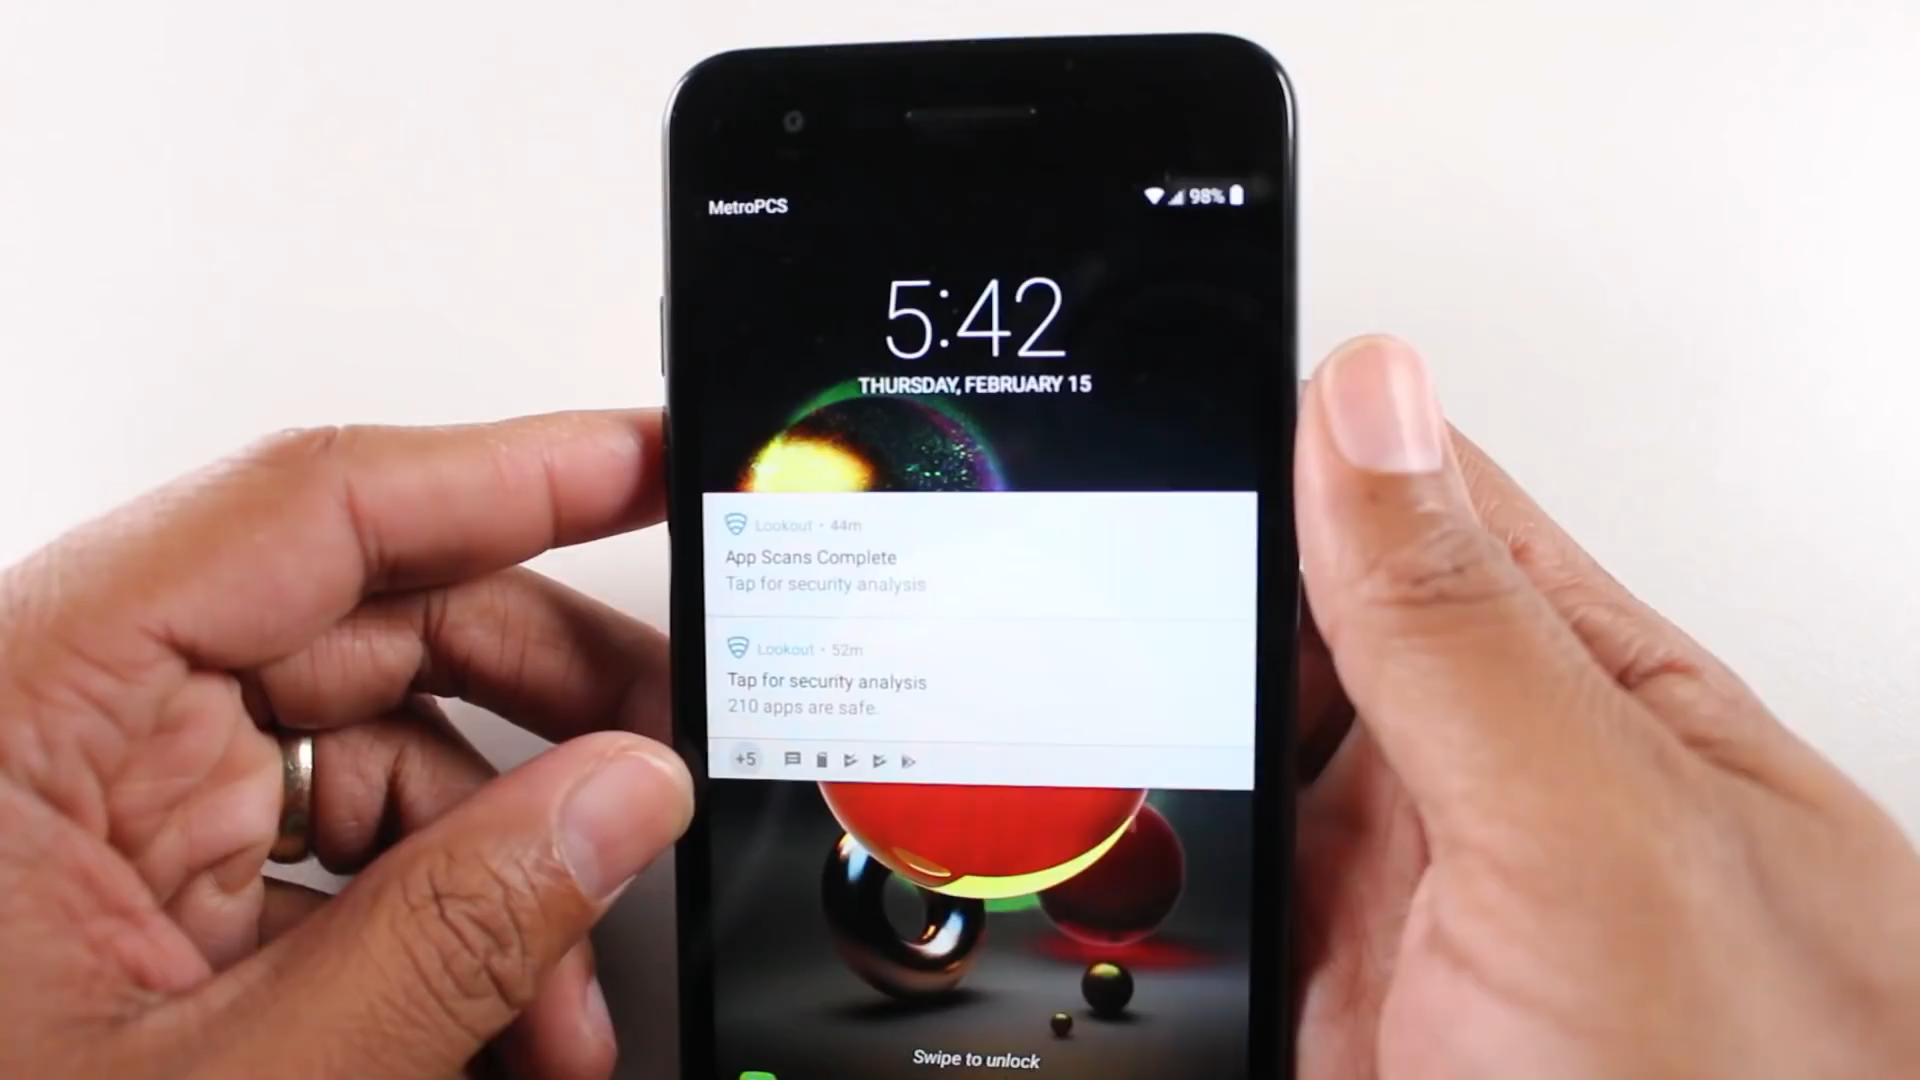 MetroPCS
98%
5:42
THURSDAY, FEBRUARY 15
Lookout • 44m
App Scans Complete
Tap for security analysis
Lookout • 52m
Tap for security analysis
210 apps are safe.
+5
Swipe to unlock